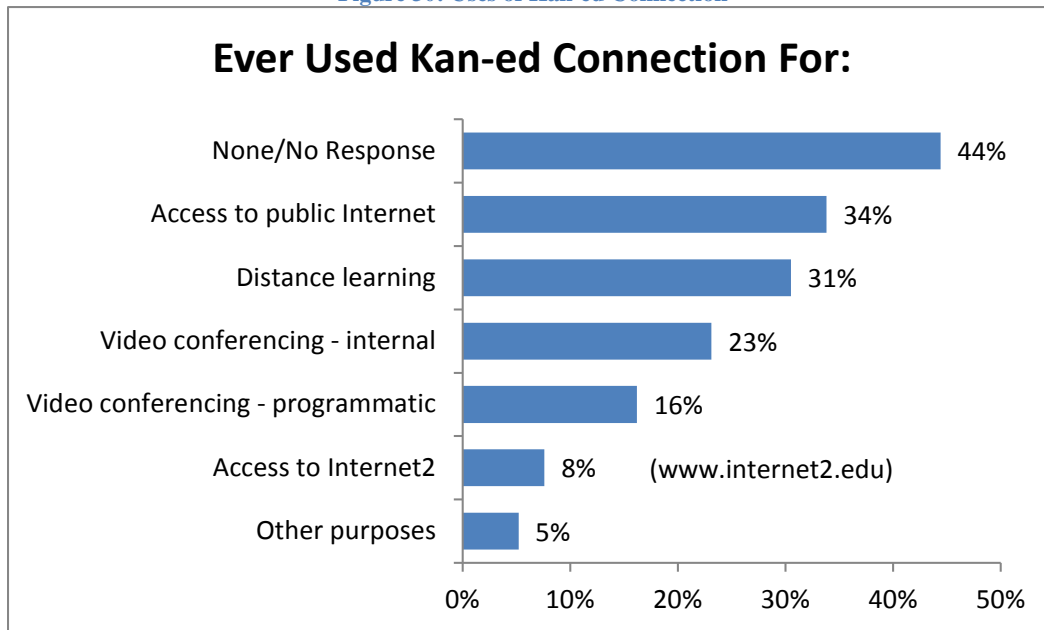 Ever Used Kan-ed Connection For:
None/No Response 44%
Access to public Internet 34%
Distance learning 31%
Video conferencing - internal 23%
Video conferencing - programmatic 16%
Access to Internet2 8% (www.internet2.edu)
Other purposes 5%
0% 10% 20% 30% 40% 50%